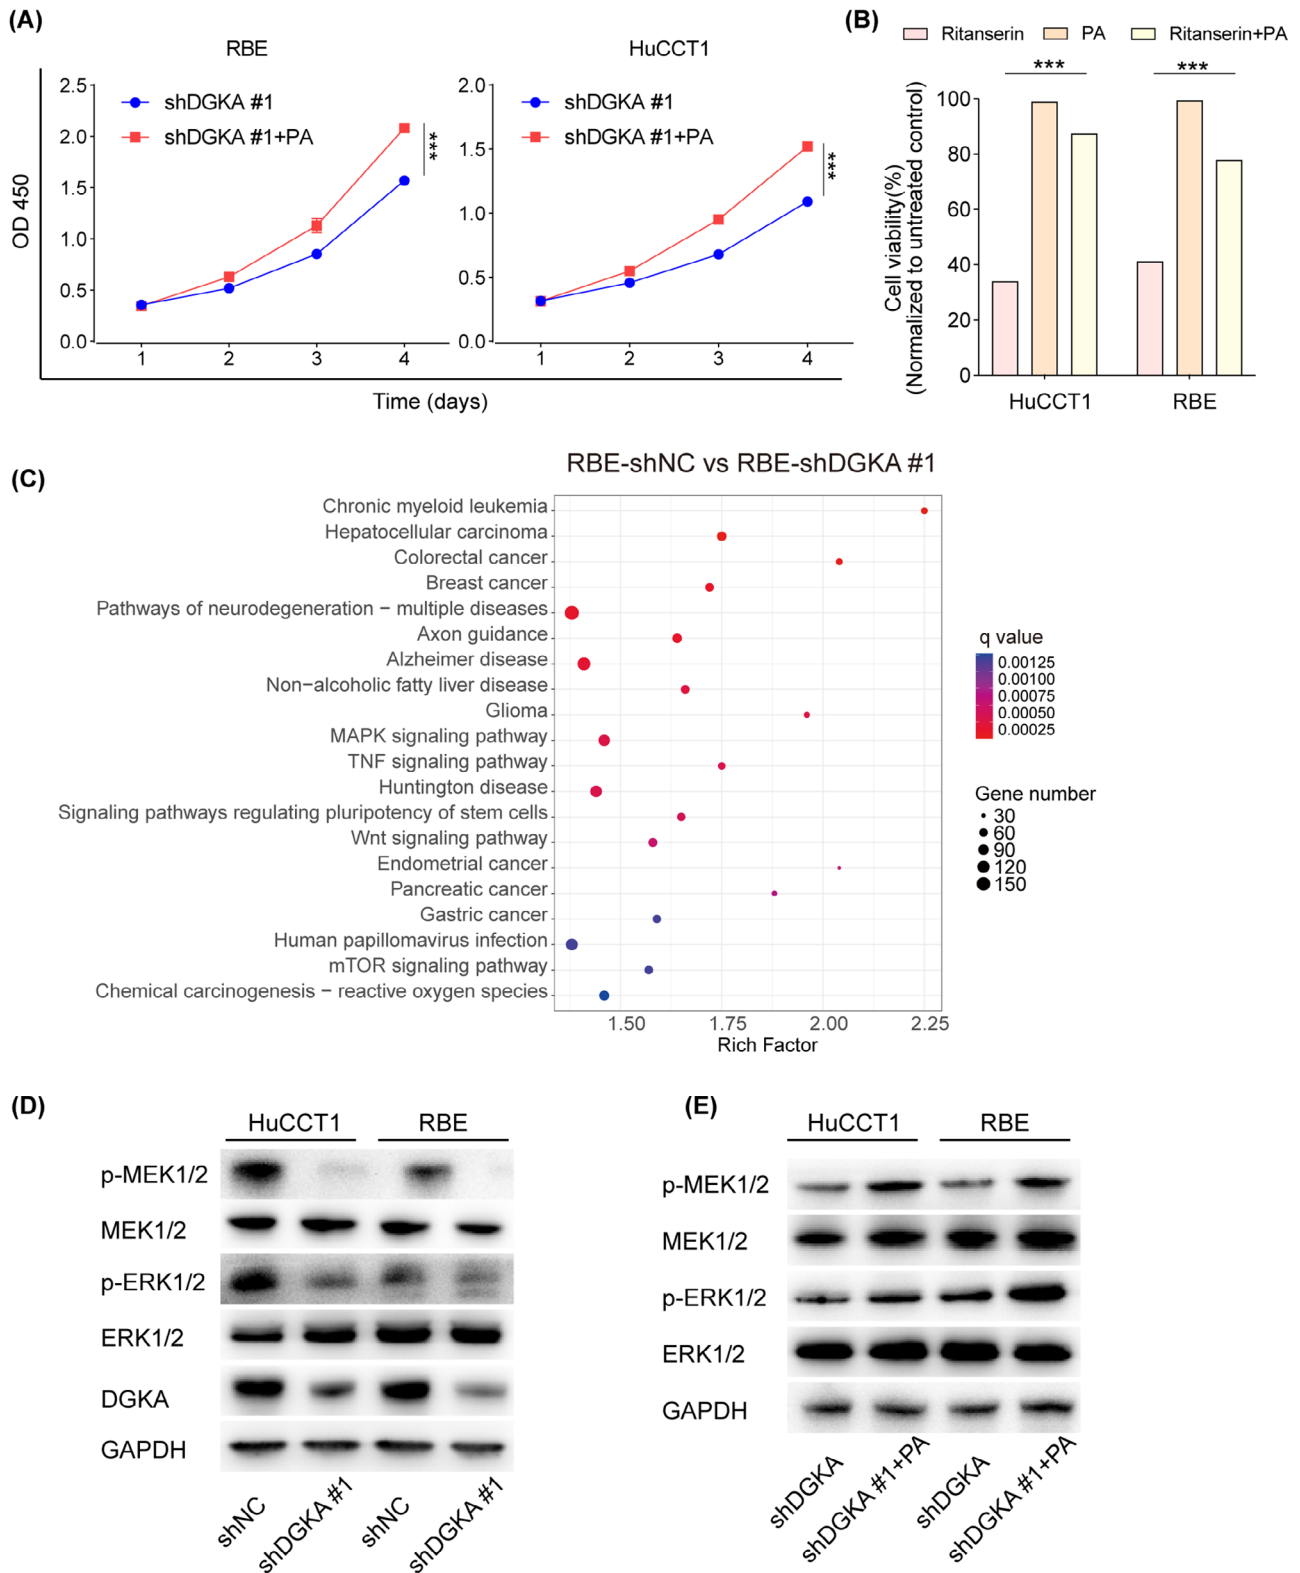 (A)
RBE
HuCCT1
OD 450
2.5
2.0
1.5
1.0
0.5
0.0
shDGKA #1
shDGKA #1+PA
***
1 2 3 4
2.0
1.5
1.0
0.5
0.0
shDGKA #1
shDGKA #1+PA
***
1 2 3 4
Time (days)
(B)
Ritanserin PA Ritanserin+PA
*** ***
Cell viability(%)
(Normalized to untreated control)
100
80
60
40
20
0
HuCCT1 RBE
(C)
RBE-shNC vs RBE-shDGKA #1
Chronic myeloid leukemia
Hepatocellular carcinoma
Colorectal cancer
Breast cancer
Pathways of neurodegeneration − multiple diseases
Axon guidance
Alzheimer disease
Non−alcoholic fatty liver disease
Glioma
MAPK signaling pathway
TNF signaling pathway
Huntington disease
Signaling pathways regulating pluripotency of stem cells
Wnt signaling pathway
Endometrial cancer
Pancreatic cancer
Gastric cancer
Human papillomavirus infection
mTOR signaling pathway
Chemical carcinogenesis − reactive oxygen species
1.50 1.75 2.00 2.25
Rich Factor
q value
0.00125
0.00100
0.00075
0.00050
0.00025
Gene number
30
60
90
120
150
(D)
HuCCT1 RBE
p-MEK1/2
MEK1/2
p-ERK1/2
ERK1/2
DGKA
GAPDH
shNC
shDGKA #1
shNC
shDGKA #1
(E)
HuCCT1 RBE
p-MEK1/2
MEK1/2
p-ERK1/2
ERK1/2
GAPDH
shDGKA
shDGKA #1+PA
shDGKA
shDGKA #1+PA